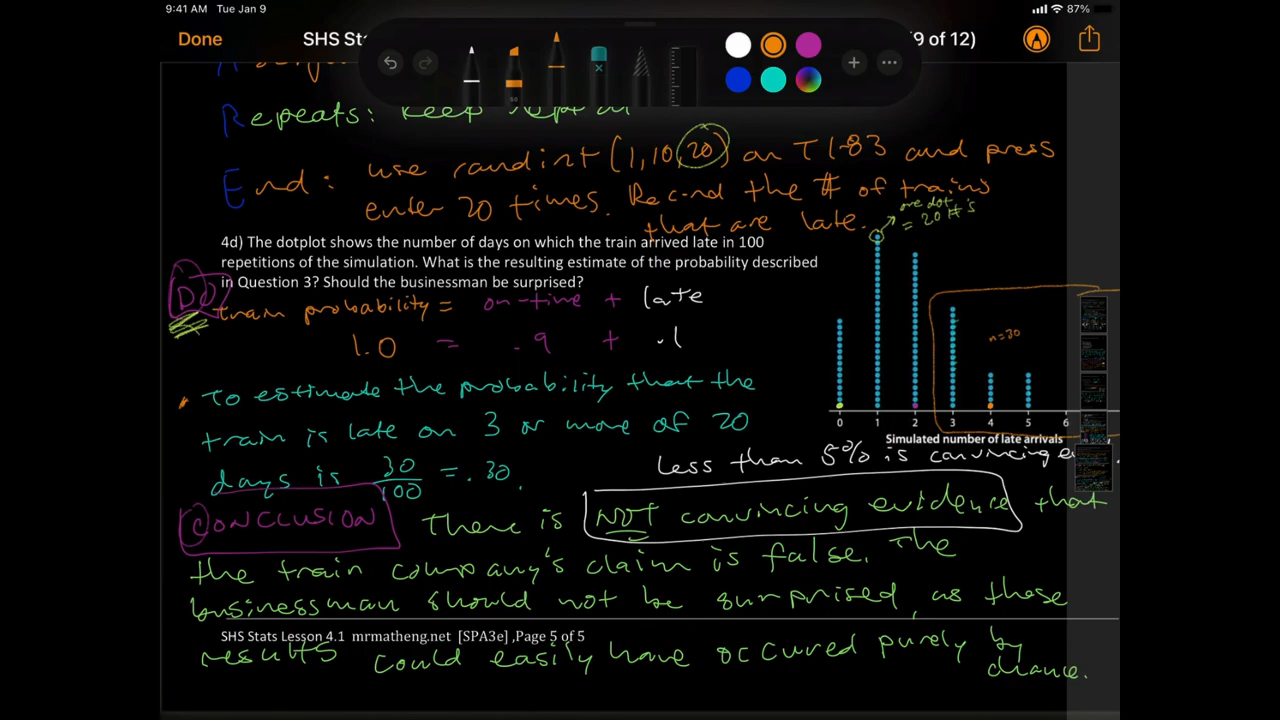 9:41 AM Tue Jan 9
87%
Done
SHS Stat
9 of 12)
50
Repeats: keep
End: use randint (1,10,20) on TI-83 and press
enter 20 times. Record the # of trains
that are late.
one dot
= 20 #'s
4d) The dotplot shows the number of days on which the train arrived late in 100
repetitions of the simulation. What is the resulting estimate of the probability described
in Question 3? Should the businessman be surprised?
DO
train probability = on-time + late
1.0 = .9 + .1
n=30
To estimate the probability that the
train is late on 3 or more of 20
days is 30/100 = .30.
0 1 2 3 4 5 6
Simulated number of late arrivals
Less than 5% is convincing
CONCLUSION There is NOT convincing evidence that
the train company's claim is false. The
businessman should not be surprised, as these
SHS Stats Lesson 4.1 mrmatheng.net [SPA3e] ,Page 5 of 5
results could easily have occured purely by
chance.